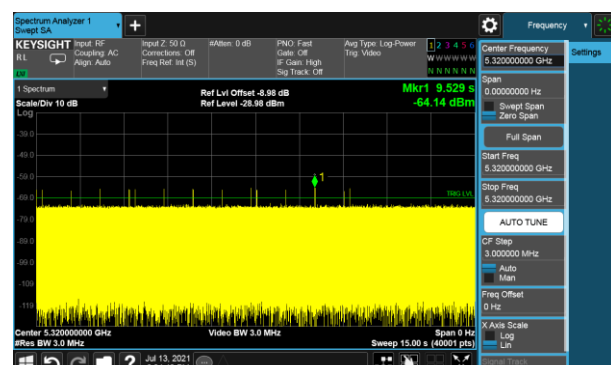 Spectrum Analyzer 1
Swept SA
Frequency
KEYSIGHT
RL
Input: RF
Coupling: AC
Align: Auto
Input Z: 50 Ω
Corrections: Off
Freq Ref: Int (S)
#Atten: 0 dB
PNO: Fast
Gate: Off
IF Gain: High
Sig Track: Off
Avg Type: Log-Power
Trig: Video
1 2 3 4 5 6
W W W W W W
N N N N N N
1 Spectrum
Scale/Div 10 dB
Log
Ref Lvl Offset -8.98 dB
Ref Level -28.98 dBm
Mkr1 9.529 s
-64.14 dBm
-39.0
-49.0
-59.0
-69.0
-79.0
-89.0
-99.0
-109
-119
1
TRIG LVL
Center 5.320000000 GHz
#Res BW 3.0 MHz
Video BW 3.0 MHz
Span 0 Hz
Sweep 15.00 s (40001 pts)
Jul 13, 2021
Center Frequency
5.320000000 GHz
Settings
Span
0.00000000 Hz
Swept Span
Zero Span
Full Span
Start Freq
5.320000000 GHz
Stop Freq
5.320000000 GHz
AUTO TUNE
CF Step
3.000000 MHz
Auto
Man
Freq Offset
0 Hz
X Axis Scale
Log
Lin
Signal Track